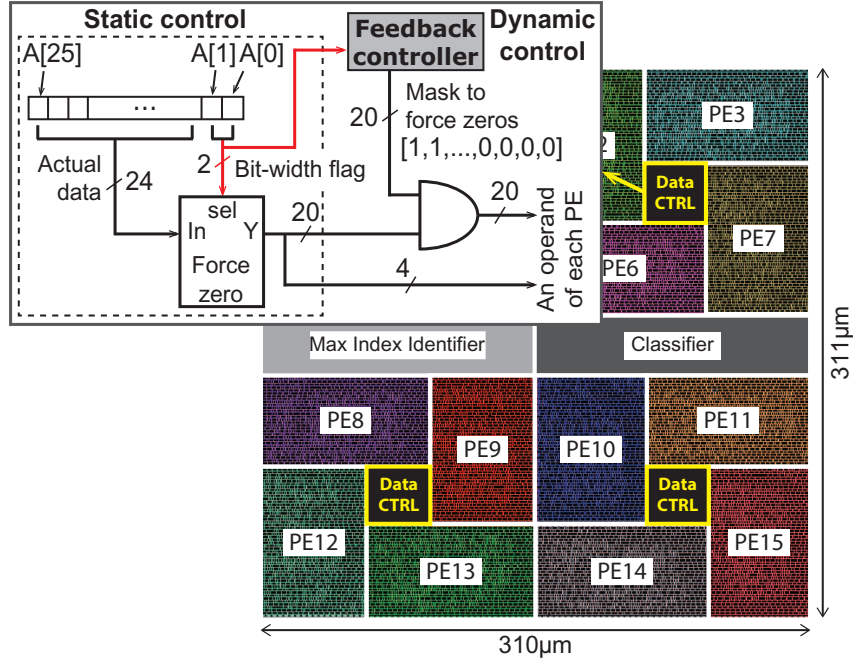 Static control
Feedback
controller
Dynamic
control
A[25]
A[1]
A[0]
...
20
Mask to
force zeros
[1,1,...,0,0,0,0]
Actual
data
24
2
Bit-width flag
sel
In
Y
Force
zero
20
20
4
An operand
of each PE
2
PE3
Data
CTRL
PE7
PE6
Max Index Identifier
Classifier
311µm
PE8
PE9
PE10
PE11
Data
CTRL
Data
CTRL
PE12
PE13
PE14
PE15
310µm